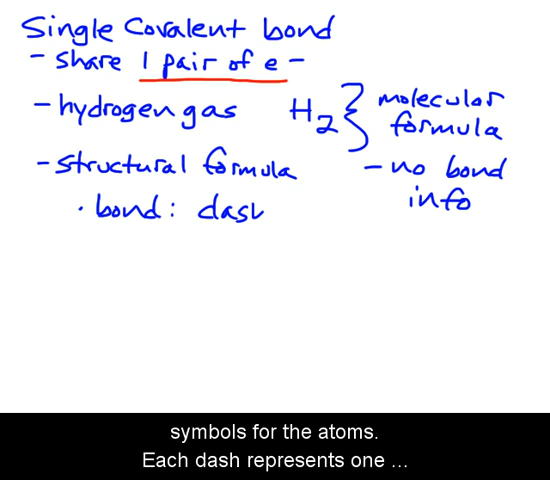 Single Covalent bond
- share 1 pair of e -
- hydrogen gas H2 } molecular formula
- structural formula - no bond info
· bond: dash
symbols for the atoms.
Each dash represents one ...